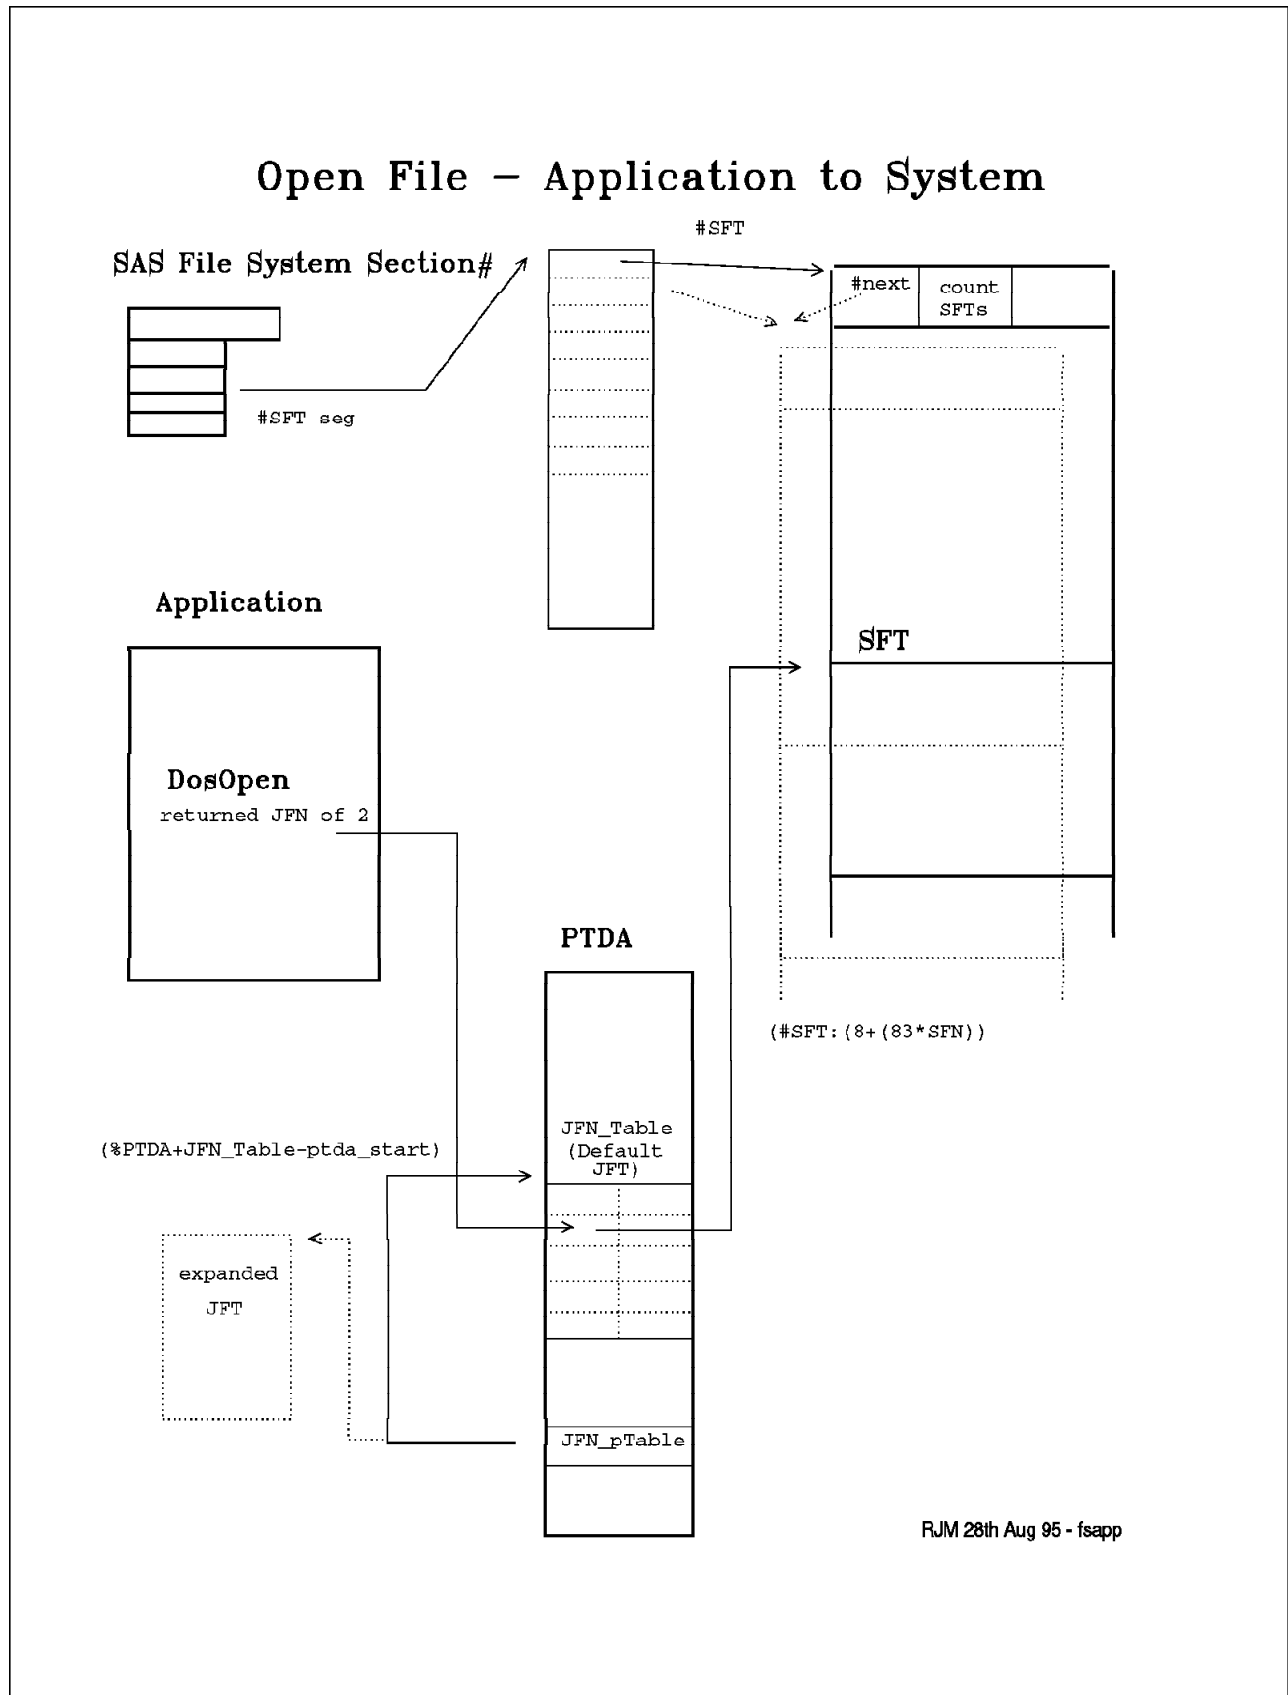 Open File – Application to System
#SFT
SAS File System Section#
#next
count
SFTs
#SFT seg
Application
SFT
DosOpen
returned JFN of 2
PTDA
(#SFT:(8+(83*SFN))
JFN_Table
(Default
JFT)
(%PTDA+JFN_Table-ptda_start)
expanded
JFT
JFN_pTable
RJM 28th Aug 95 - fsapp